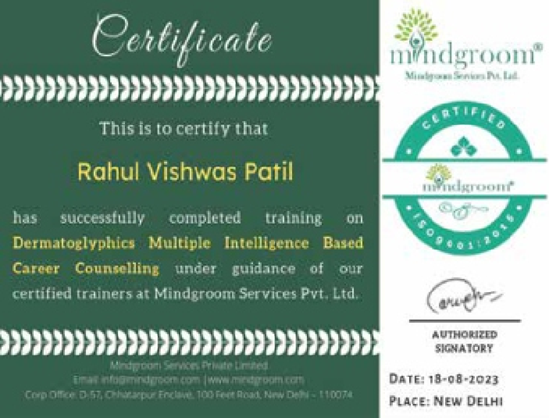 Certificate
This is to certify that
Rahul Vishwas Patil
has successfully completed training on
Dermatoglyphics Multiple Intelligence Based
Career Counselling under guidance of our
certified trainers at Mindgroom Services Pvt. Ltd.
Mindgroom Services Private Limited
Email: info@mindgroom.com | www.mindgroom.com
Corp Office: D-57, Chhatarpur Enclave, 100 Feet Road, New Delhi - 110074
mindgroom®
Mindgroom Services Pvt. Ltd.
CERTIFIED
mindgroom®
ISO9001:2015
AUTHORIZED
SIGNATORY
DATE: 18-08-2023
PLACE: NEW DELHI